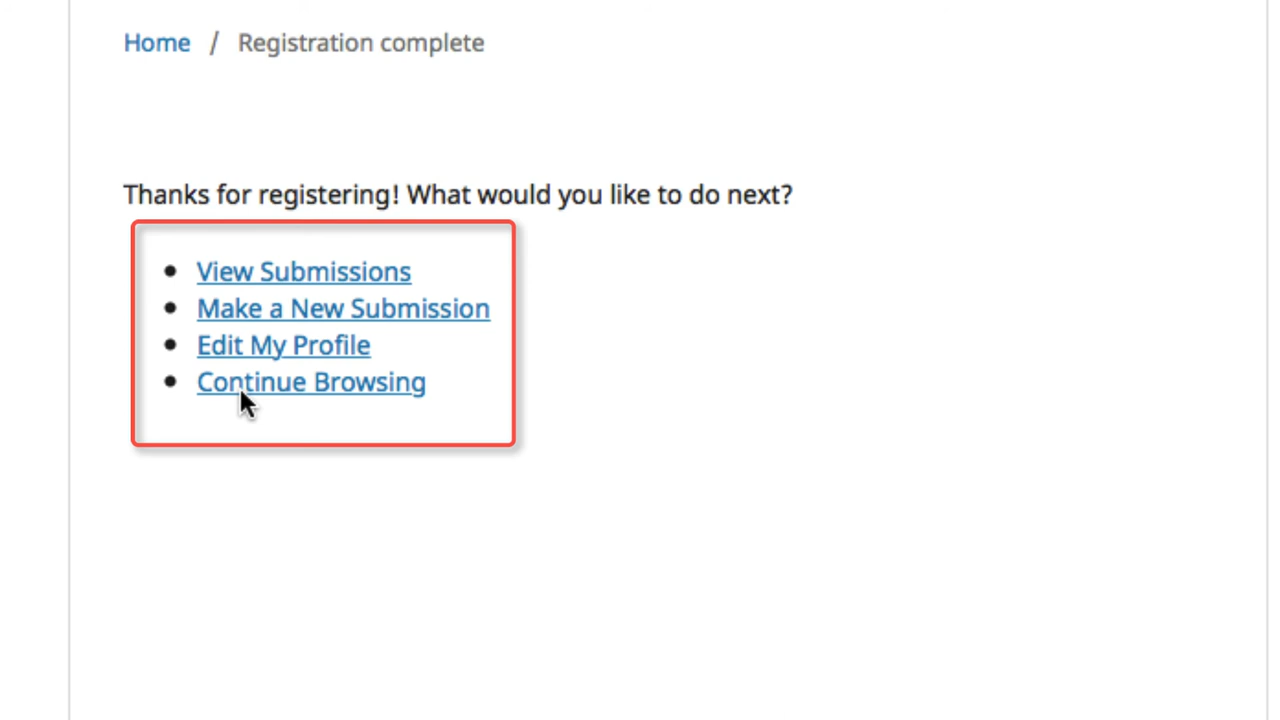 Home / Registration complete
Thanks for registering! What would you like to do next?
View Submissions
Make a New Submission
Edit My Profile
Continue Browsing